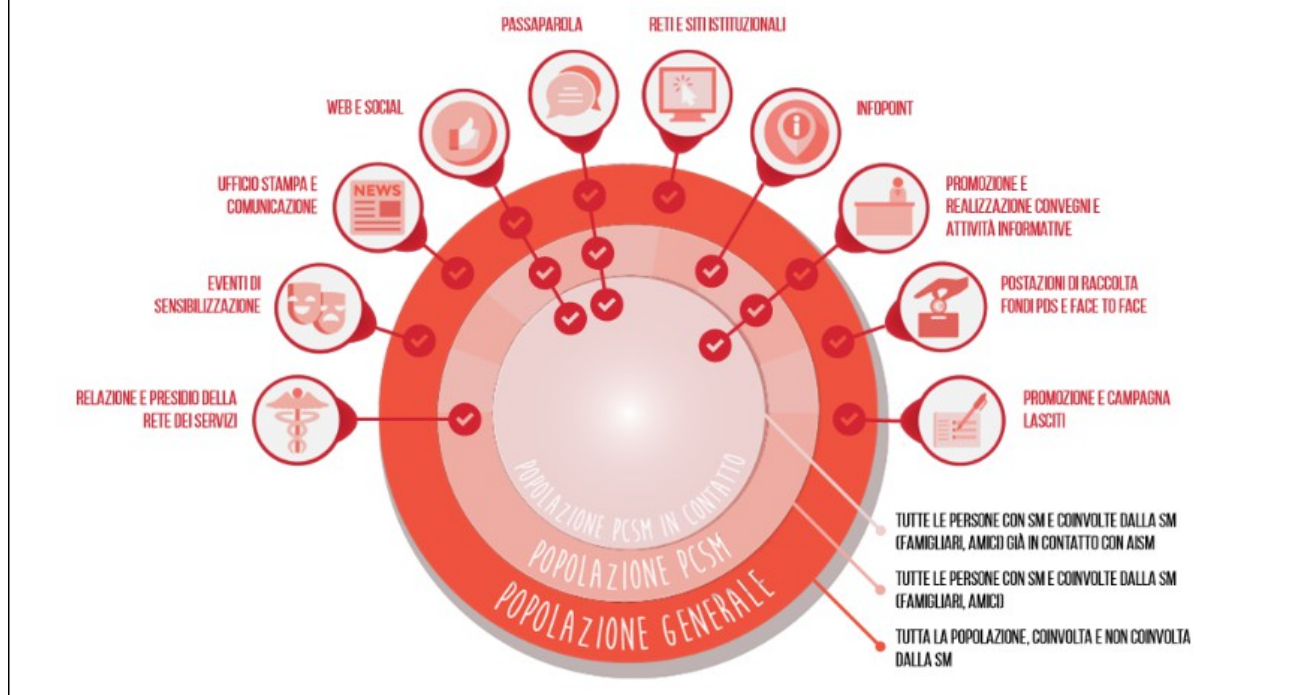 PASSAPAROLA
RETI E SITI ISTITUZIONALI
WEB E SOCIAL
INFOPOINT
UFFICIO STAMPA E
COMUNICAZIONE
NEWS
PROMOZIONE E
REALIZZAZIONE CONVEGNI E
ATTIVITÀ INFORMATIVE
EVENTI DI
SENSIBILIZZAZIONE
POSTAZIONI DI RACCOLTA
FONDI PDS E FACE TO FACE
RELAZIONE E PRESIDIO DELLA
RETE DEI SERVIZI
PROMOZIONE E CAMPAGNA
LASCITI
POPOLAZIONE PCSM IN CONTATTO
POPOLAZIONE PCSM
POPOLAZIONE GENERALE
TUTTE LE PERSONE CON SM E COINVOLTE DALLA SM
(FAMIGLIARI, AMICI) GIÀ IN CONTATTO CON AISM
TUTTE LE PERSONE CON SM E COINVOLTE DALLA SM
(FAMIGLIARI, AMICI)
TUTTA LA POPOLAZIONE, COINVOLTA E NON COINVOLTA
DALLA SM